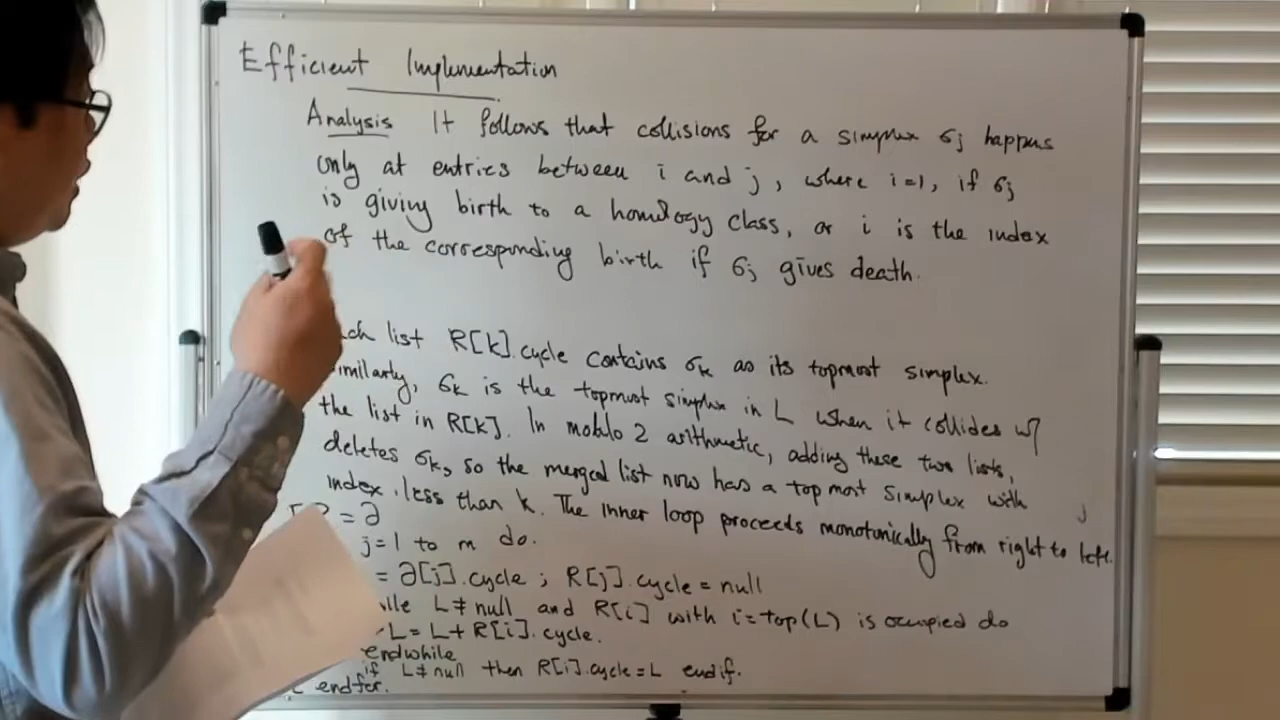 Efficient Implementation
Analysis It follows that collisions for a simplex σj happens
only at entries between i and j, where i=1, if σj
is giving birth to a homology class, or i is the index
of the corresponding birth if σj gives death.
ch list R[k].cycle contains σk as its topmost simplex.
imilarly, σk is the topmost simplex in L when it collides w/
the list in R[k]. In modulo 2 arithmetic, adding these two lists,
deletes σk, so the merged list now has a top most simplex with
index less than k. The inner loop proceeds monotonically from right to left.
j
= ∂
j=1 to m do.
= ∂[j].cycle ; R[j].cycle = null
ile L≠null and R[i] with i=top(L) is occupied do
L = L + R[i].cycle.
endwhile
if L≠null then R[i].cycle = L endif.
endfor.